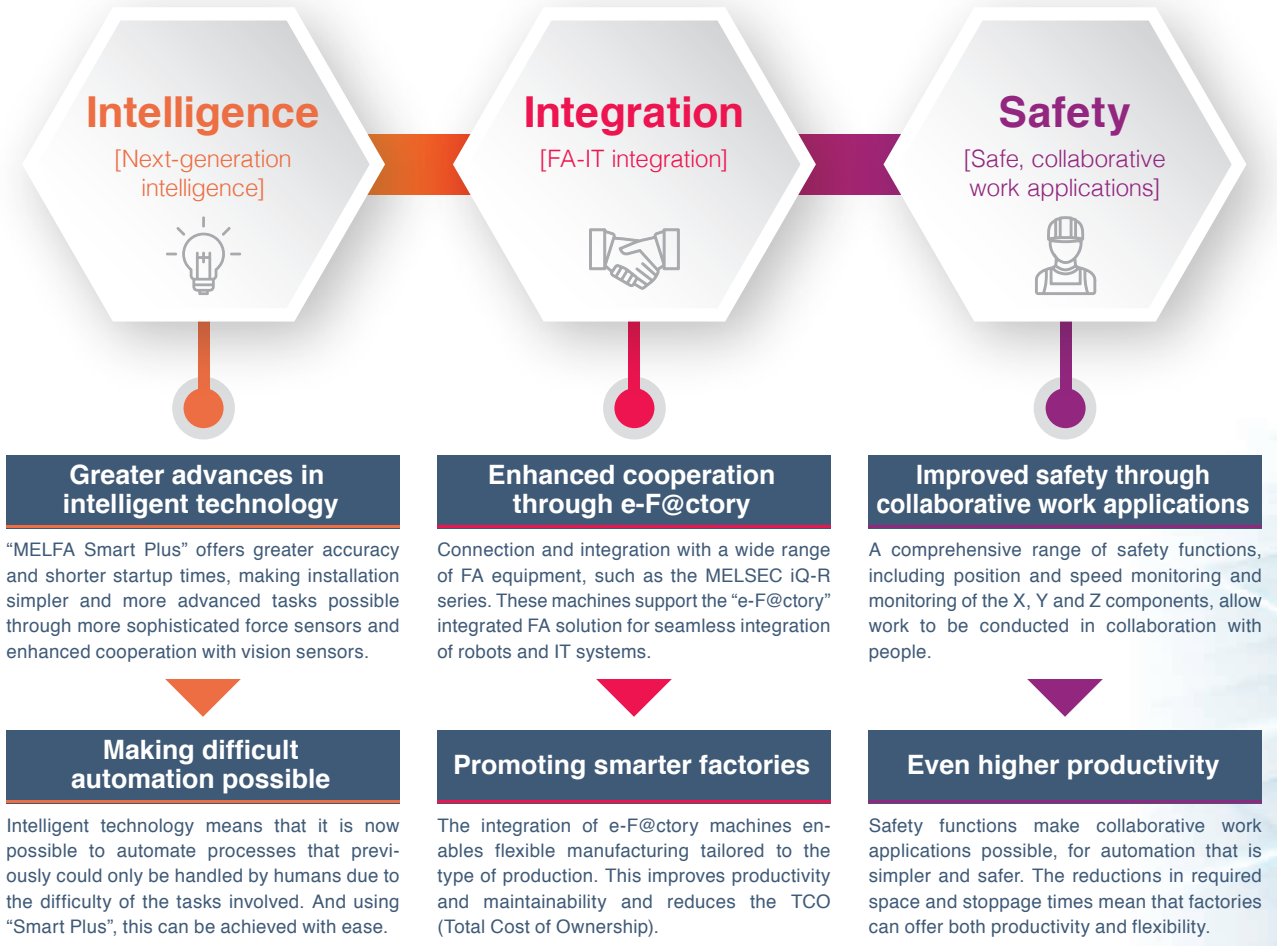 Intelligence
[Next-generation
intelligence]
Integration
[FA-IT integration]
Safety
[Safe, collaborative
work applications]
Greater advances in
intelligent technology
“MELFA Smart Plus” offers greater accuracy
and shorter startup times, making installation
simpler and more advanced tasks possible
through more sophisticated force sensors and
enhanced cooperation with vision sensors.
Making difficult
automation possible
Intelligent technology means that it is now
possible to automate processes that previ-
ously could only be handled by humans due to
the difficulty of the tasks involved. And using
“Smart Plus”, this can be achieved with ease.
Enhanced cooperation
through e-F@ctory
Connection and integration with a wide range
of FA equipment, such as the MELSEC iQ-R
series. These machines support the “e-F@ctory”
integrated FA solution for seamless integration
of robots and IT systems.
Promoting smarter factories
The integration of e-F@ctory machines en-
ables flexible manufacturing tailored to the
type of production. This improves productivity
and maintainability and reduces the TCO
(Total Cost of Ownership).
Improved safety through
collaborative work applications
A comprehensive range of safety functions,
including position and speed monitoring and
monitoring of the X, Y and Z components, allow
work to be conducted in collaboration with
people.
Even higher productivity
Safety functions make collaborative work
applications possible, for automation that is
simpler and safer. The reductions in required
space and stoppage times mean that factories
can offer both productivity and flexibility.